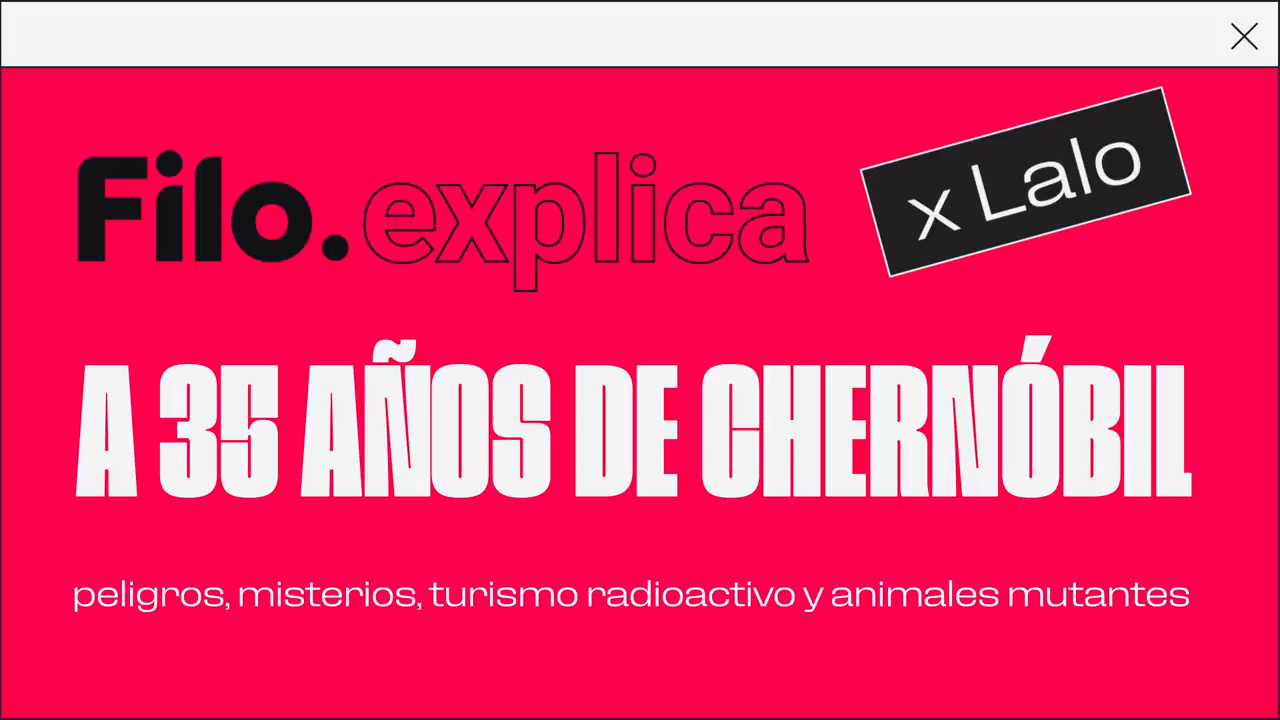 Filo.explica x Lalo
A 35 AÑOS DE CHERNÓBIL
peligros, misterios, turismo radioactivo y animales mutantes